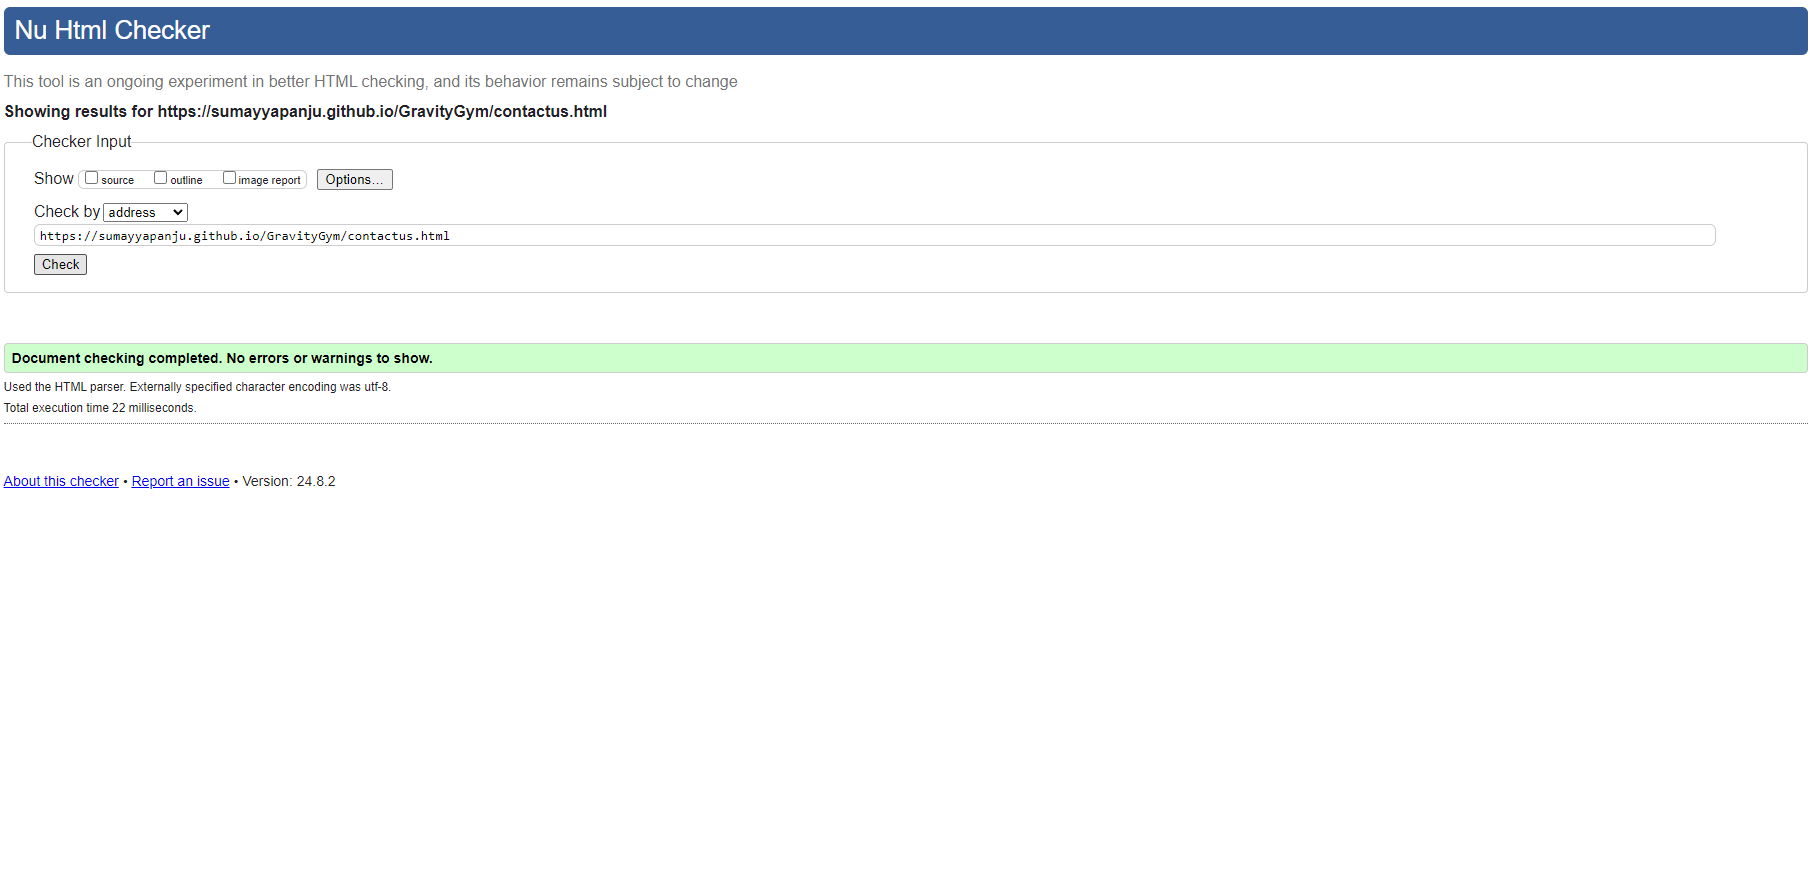 Nu Html Checker
This tool is an ongoing experiment in better HTML checking, and its behavior remains subject to change
Showing results for https://sumayyapanju.github.io/GravityGym/contactus.html
Checker Input
Show source outline image report Options...
Check by address
https://sumayyapanju.github.io/GravityGym/contactus.html
Check
Document checking completed. No errors or warnings to show.
Used the HTML parser. Externally specified character encoding was utf-8.
Total execution time 22 milliseconds.
About this checker • Report an issue • Version: 24.8.2